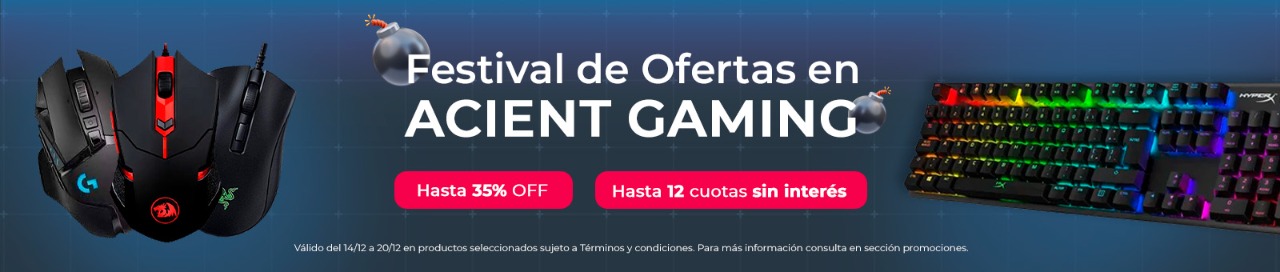 Festival de Ofertas en
ACIENT GAMING
Hasta 35% OFF
Hasta 12 cuotas sin interés
HYPERX
Válido del 14/12 a 20/12 en productos seleccionados sujeto a Términos y condiciones. Para más información consulta en sección promociones.